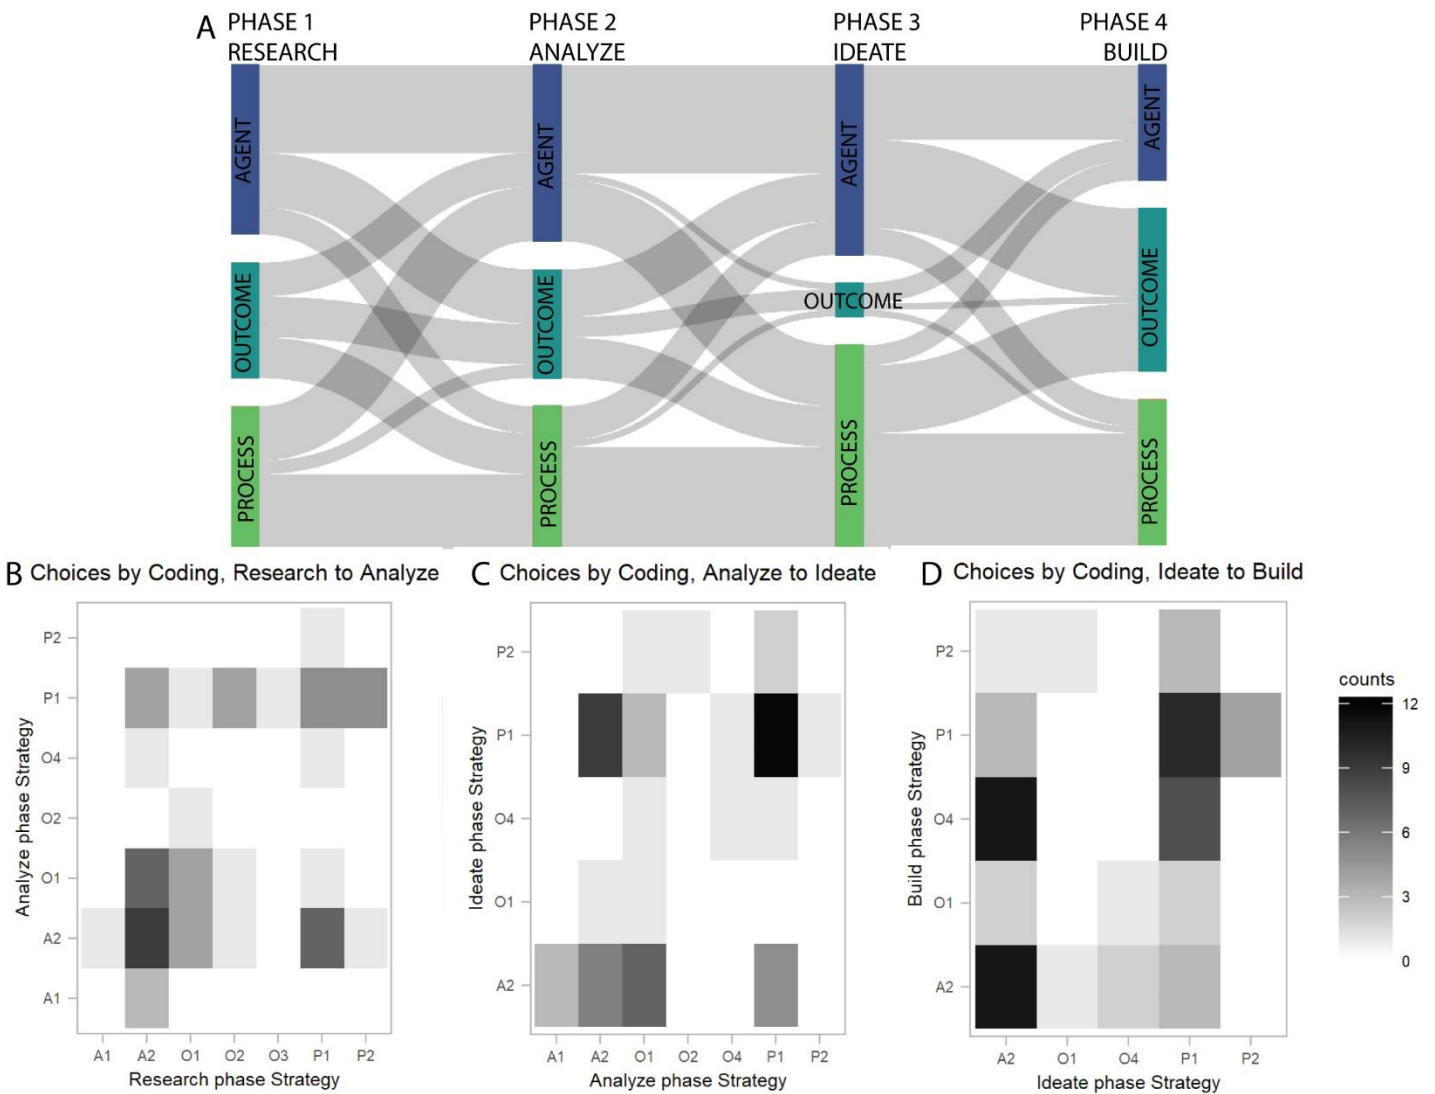 A
PHASE 1
RESEARCH
PHASE 2
ANALYZE
PHASE 3
IDEATE
PHASE 4
BUILD
AGENT
OUTCOME
PROCESS
AGENT
OUTCOME
PROCESS
AGENT
OUTCOME
PROCESS
AGENT
OUTCOME
PROCESS
B Choices by Coding, Research to Analyze
Analyze phase Strategy
P2
P1
O4
O2
O1
A2
A1
A1 A2 O1 O2 O3 P1 P2
Research phase Strategy
C Choices by Coding, Analyze to Ideate
Ideate phase Strategy
P2
P1
O4
O1
A2
A1 A2 O1 O2 O4 P1 P2
Analyze phase Strategy
D Choices by Coding, Ideate to Build
Build phase Strategy
P2
P1
O4
O1
A2
A2 O1 O4 P1 P2
Ideate phase Strategy
counts
12
9
6
3
0